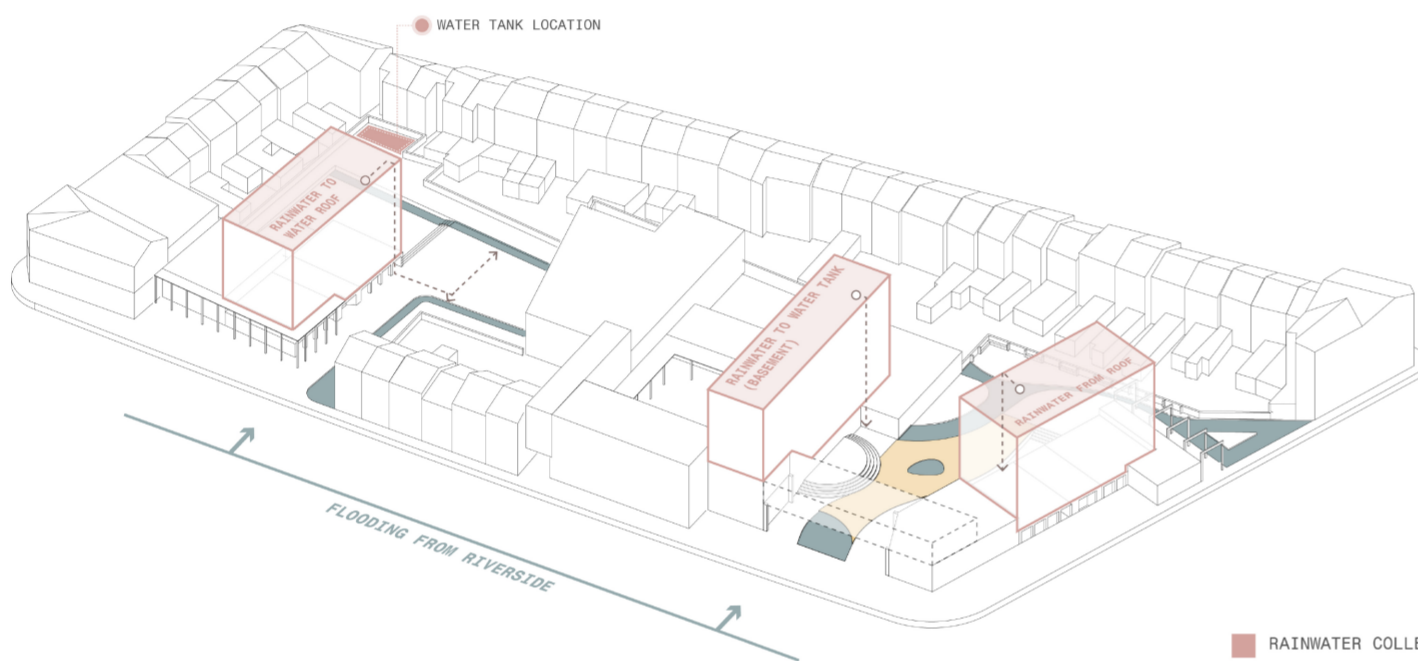 WATER TANK LOCATION
RAINWATER TO
WATER ROOF
RAINWATER TO WATER TANK
(BASEMENT)
RAINWATER FROM ROOF
FLOODING FROM RIVERSIDE
RAINWATER COLLE